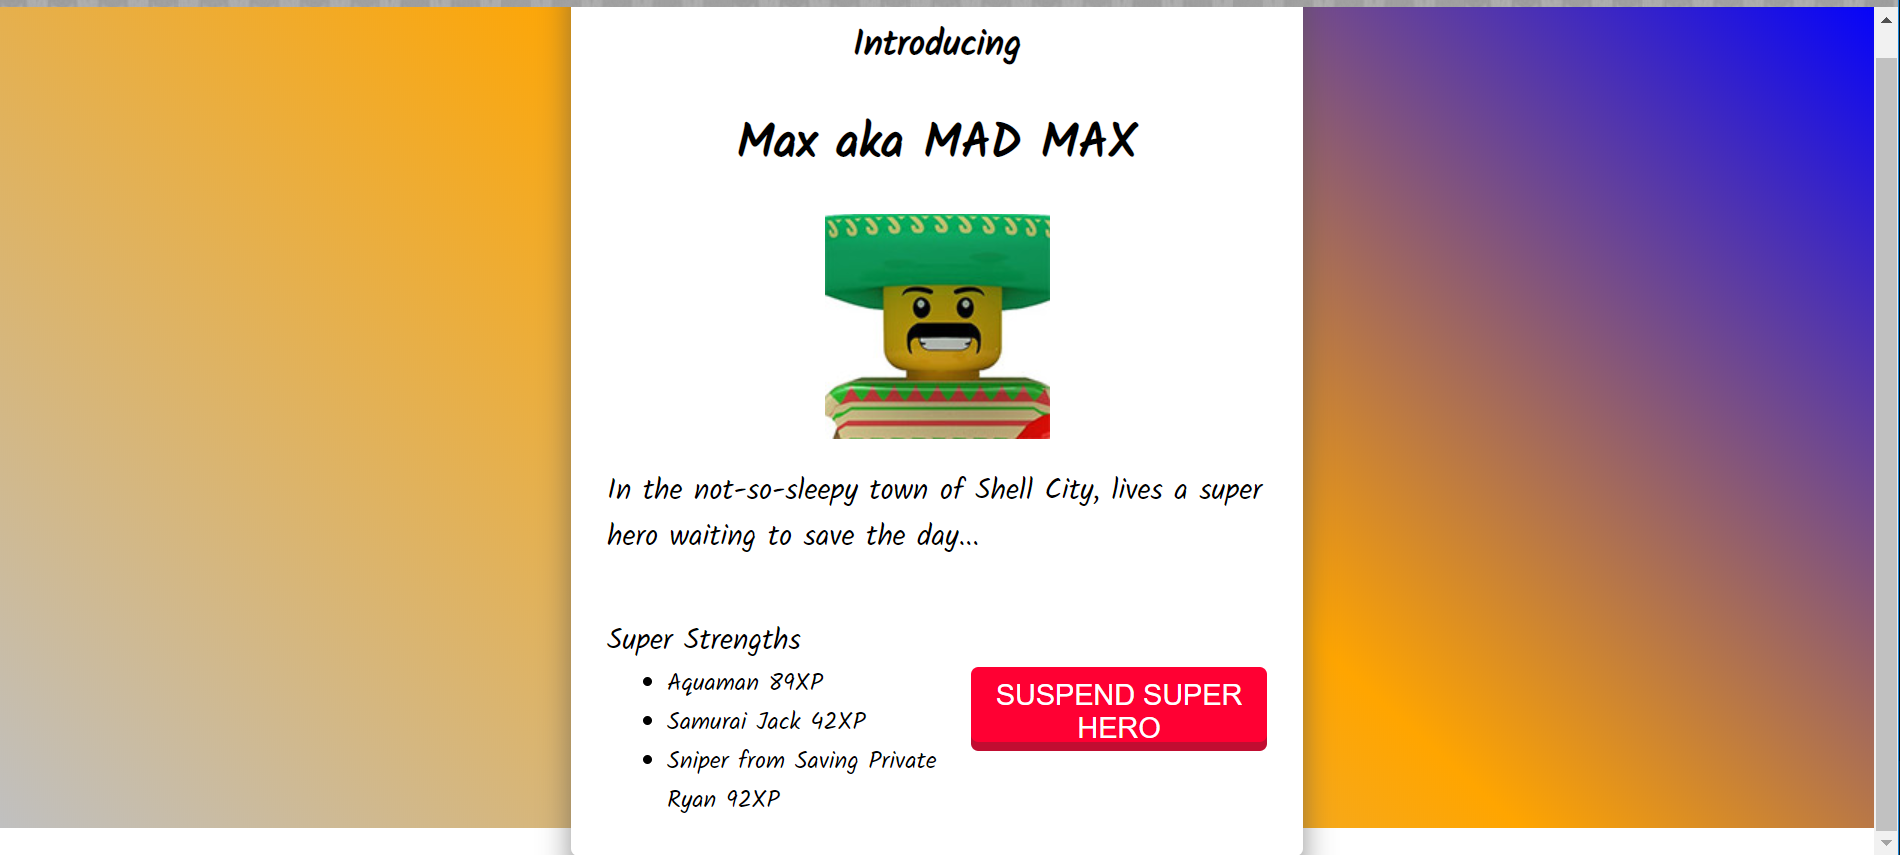 Introducing
Max aka MAD MAX
In the not-so-sleepy town of Shell City, lives a super
hero waiting to save the day...
Super Strengths
Aquaman 89XP
Samurai Jack 42XP
Sniper from Saving Private
Ryan 92XP
SUSPEND SUPER
HERO